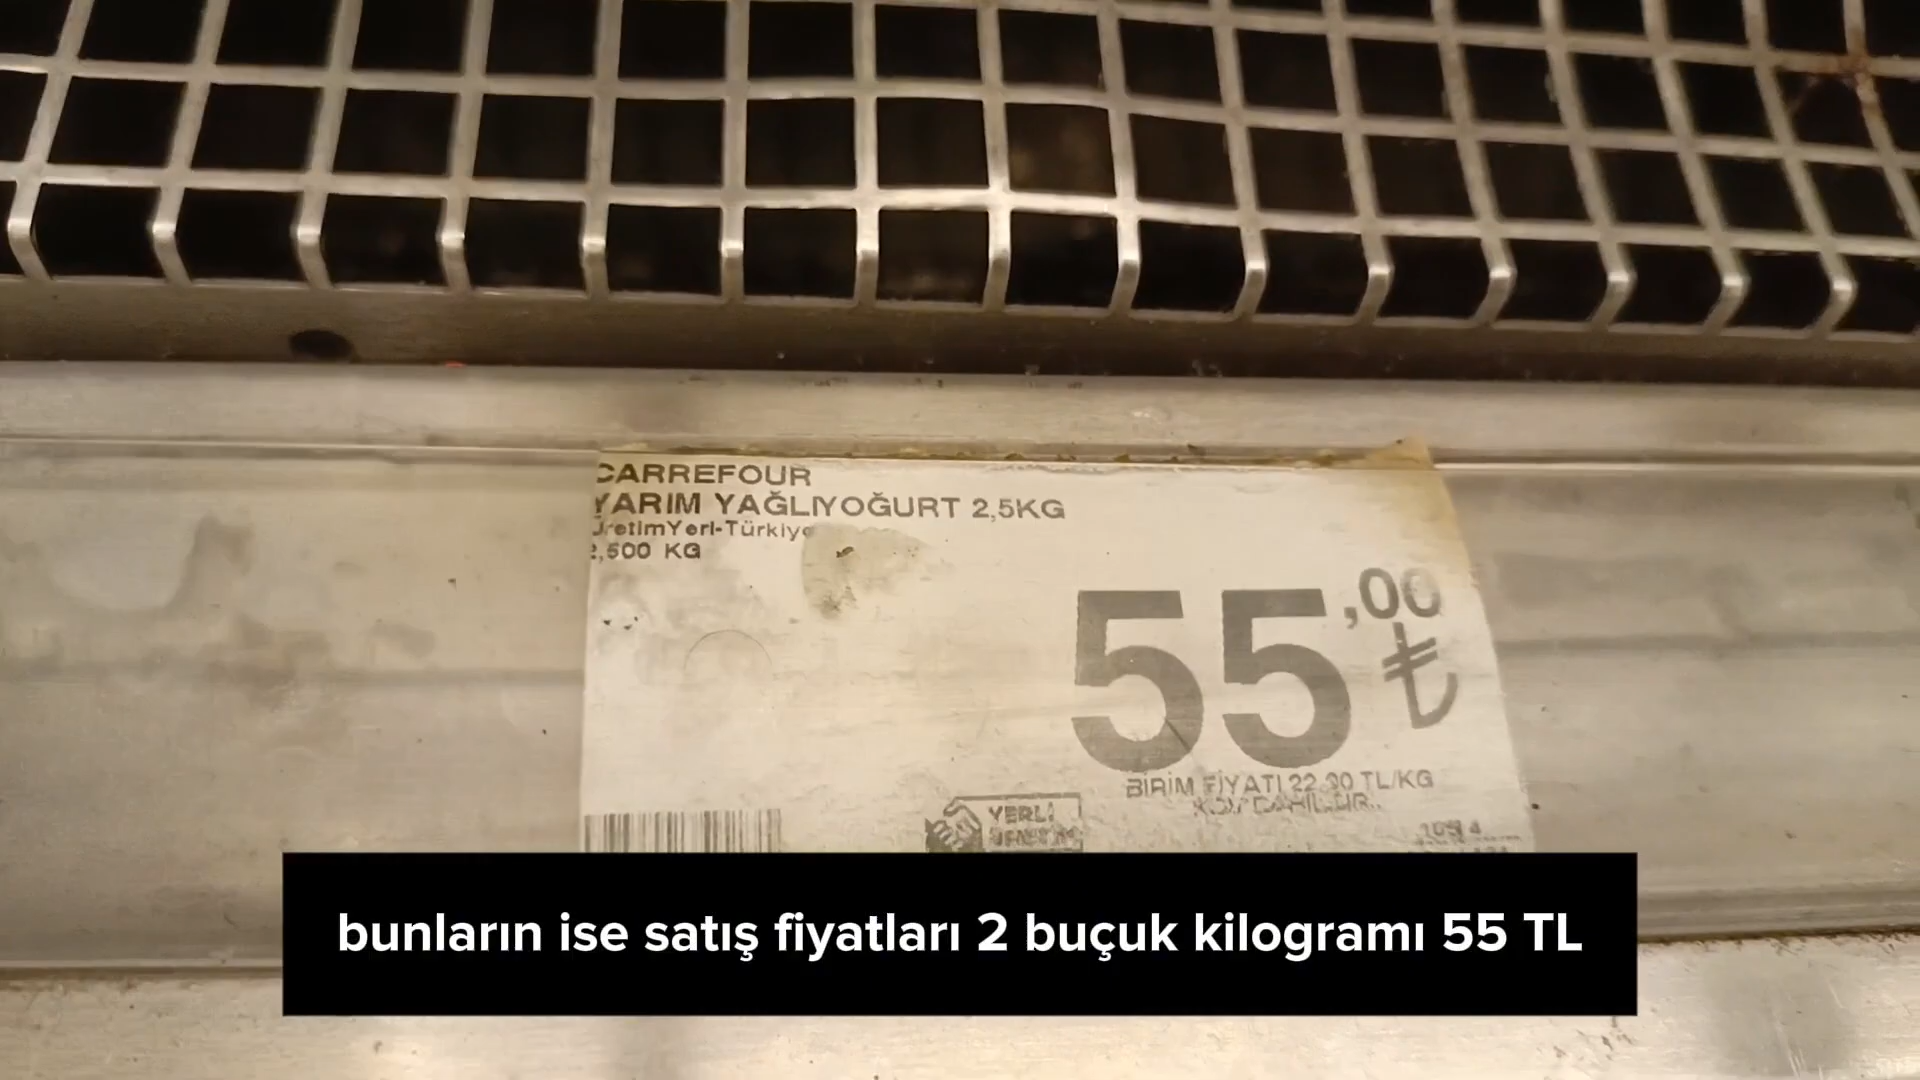 CARREFOUR
YARIM YAĞLIYOĞURT 2,5KG
ÜretimYeri-Türkiye
2,500 KG
55,00
₺
BİRİM FİYATI 22 00 TL/KG
KDV DAHİLDİR.
YERLİ
bunların ise satış fiyatları 2 buçuk kilogramı 55 TL